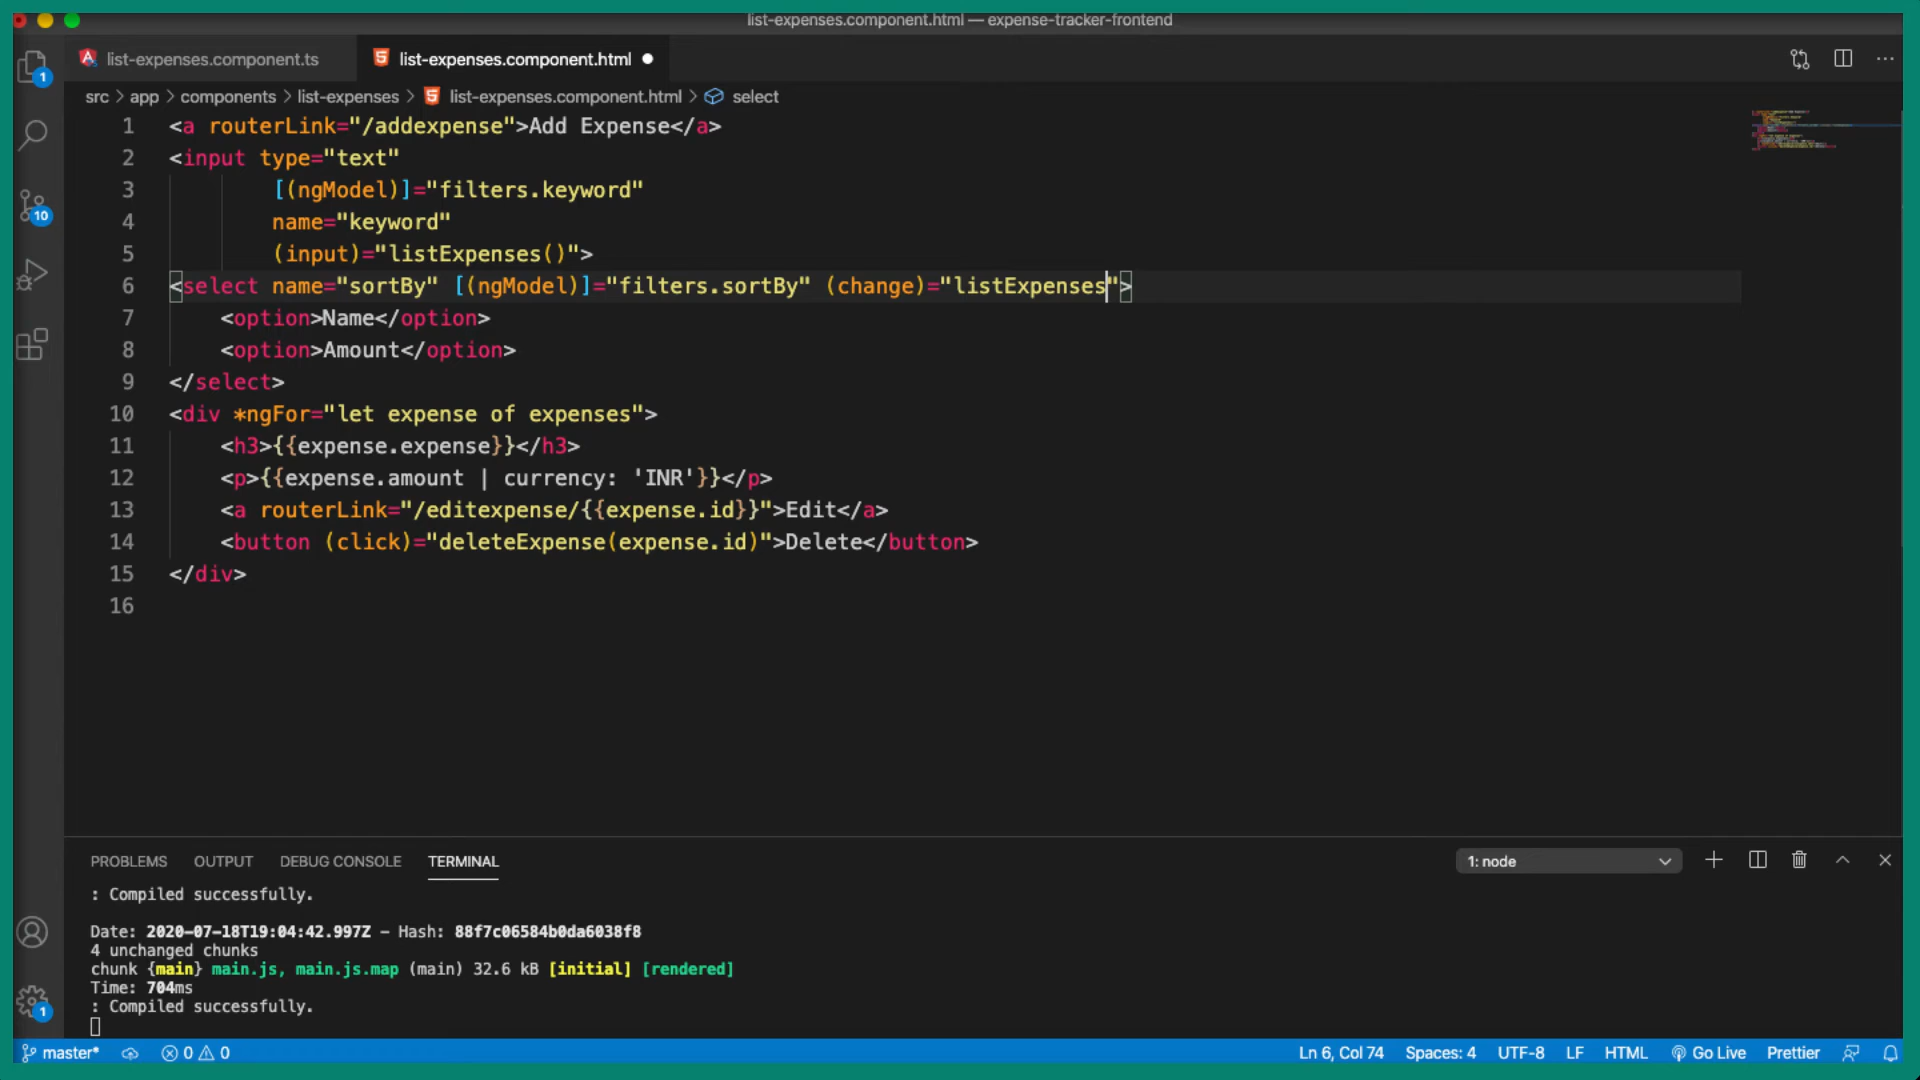 list-expenses.component.html — expense-tracker-frontend
list-expenses.component.ts
list-expenses.component.html
src > app > components > list-expenses > list-expenses.component.html > select
1 <a routerLink="/addexpense">Add Expense</a>
2 <input type="text"
3 [(ngModel)]="filters.keyword"
4 name="keyword"
5 (input)="listExpenses()">
6 <select name="sortBy" [(ngModel)]="filters.sortBy" (change)="listExpenses">
7 <option>Name</option>
8 <option>Amount</option>
9 </select>
10 <div *ngFor="let expense of expenses">
11 <h3>{{expense.expense}}</h3>
12 <p>{{expense.amount | currency: 'INR'}}</p>
13 <a routerLink="/editexpense/{{expense.id}}">Edit</a>
14 <button (click)="deleteExpense(expense.id)">Delete</button>
15 </div>
16
1
10
1
PROBLEMS OUTPUT DEBUG CONSOLE TERMINAL
1: node
: Compiled successfully.
Date: 2020-07-18T19:04:42.997Z - Hash: 88f7c06584b0da6038f8
4 unchanged chunks
chunk {main} main.js, main.js.map (main) 32.6 kB [initial] [rendered]
Time: 704ms
: Compiled successfully.
master* 0 0
Ln 6, Col 74 Spaces: 4 UTF-8 LF HTML Go Live Prettier